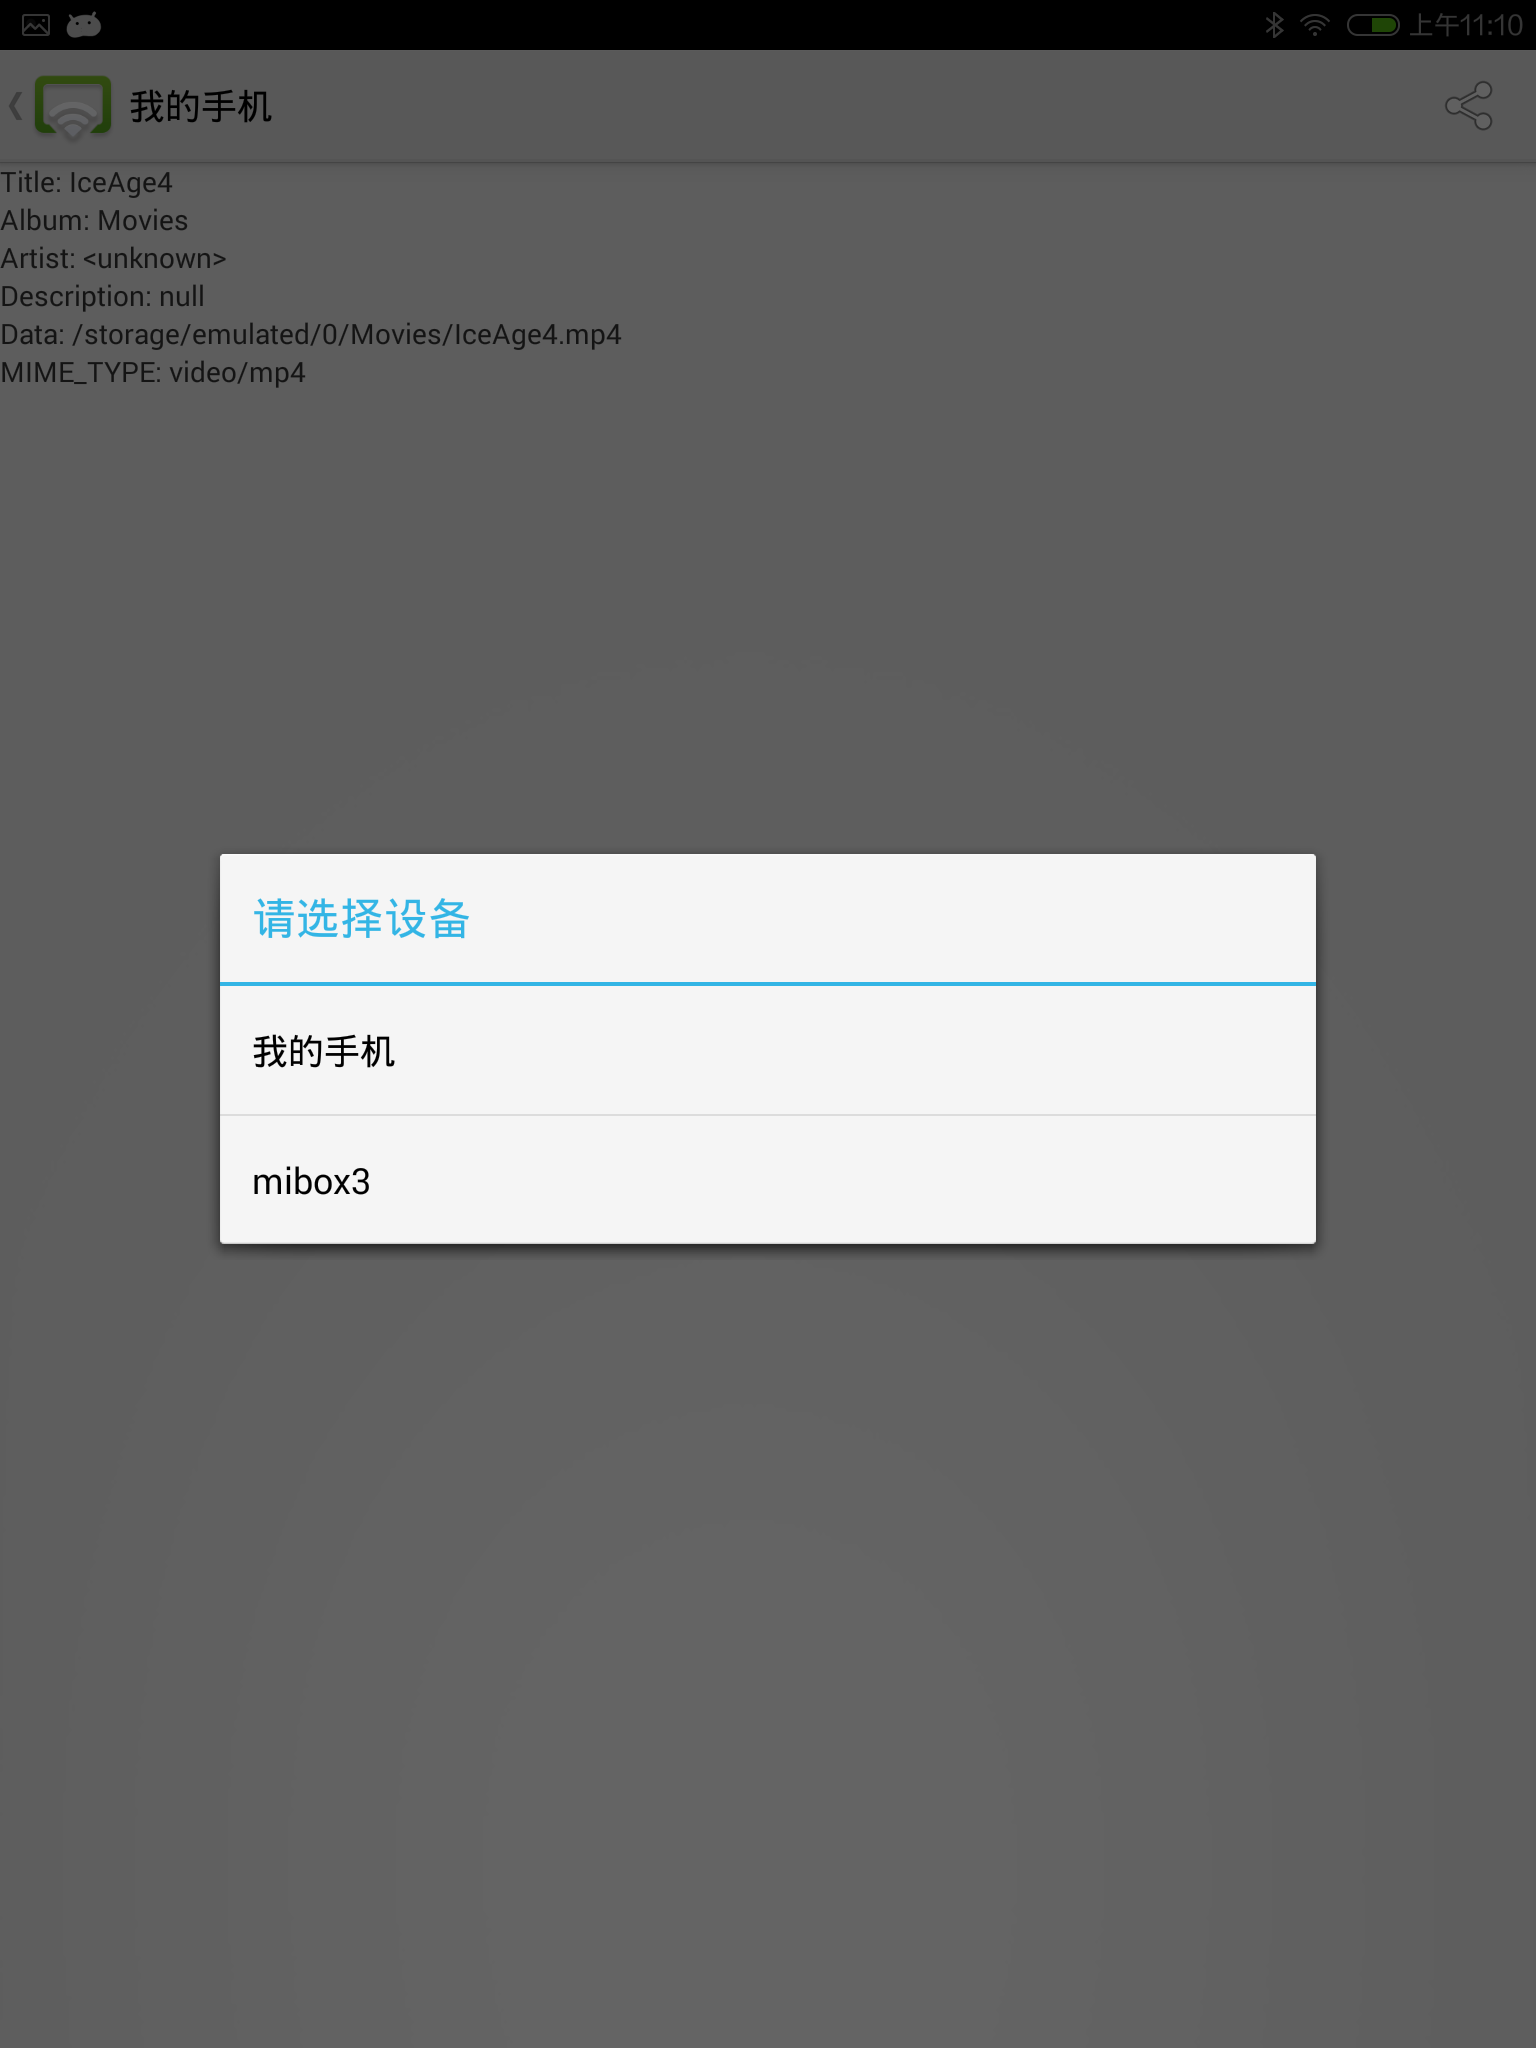 上午11:10
我的手机
Title: IceAge4
Album: Movies
Artist: <unknown>
Description: null
Data: /storage/emulated/0/Movies/IceAge4.mp4
MIME_TYPE: video/mp4
请选择设备
我的手机
mibox3